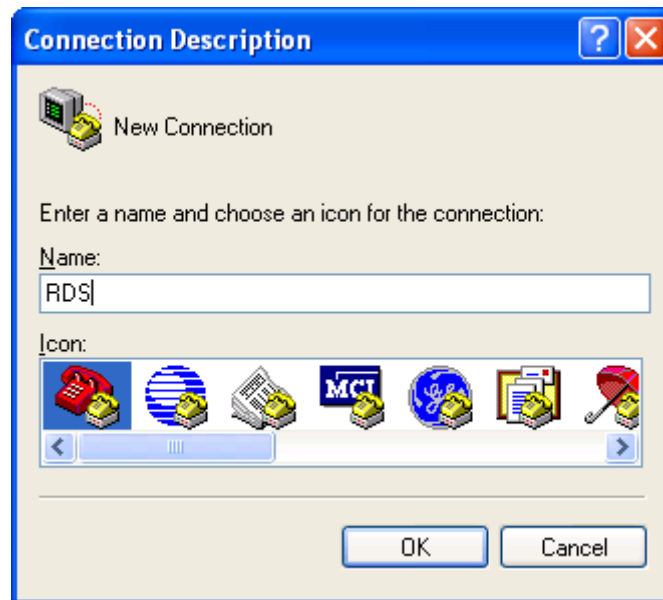 Connection Description
New Connection
Enter a name and choose an icon for the connection:
Name:
RDS
Icon:
MCI
OK Cancel